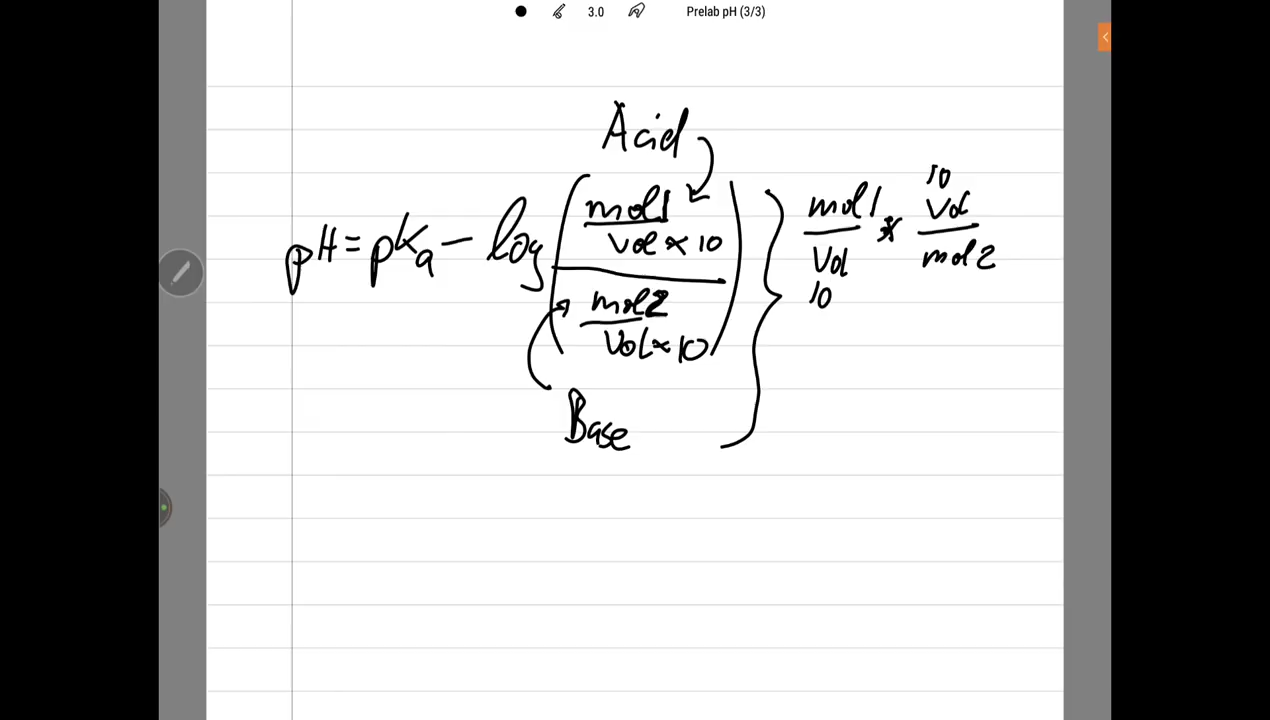 3.0 Prelab pH (3/3)
Acid
10
mol1 mol1 * Vol
pH = pKa - log Vol × 10 Vol mol2
mol2 10
Vol × 10
Base